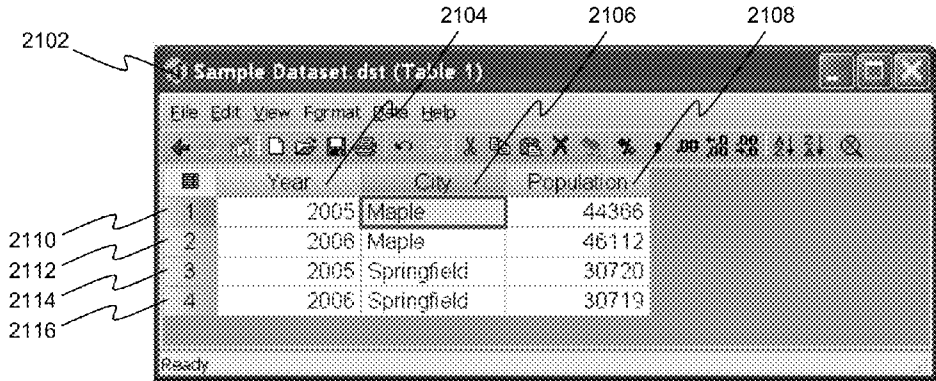 2104 2106 2108
2102
Sample Dataset.dst (Table 1)
File Edit View Format Data Help
Year City Population
2110 1 2005 Maple 44366
2112 2 2006 Maple 46112
2114 3 2005 Springfield 30720
2116 4 2006 Springfield 30719
Ready